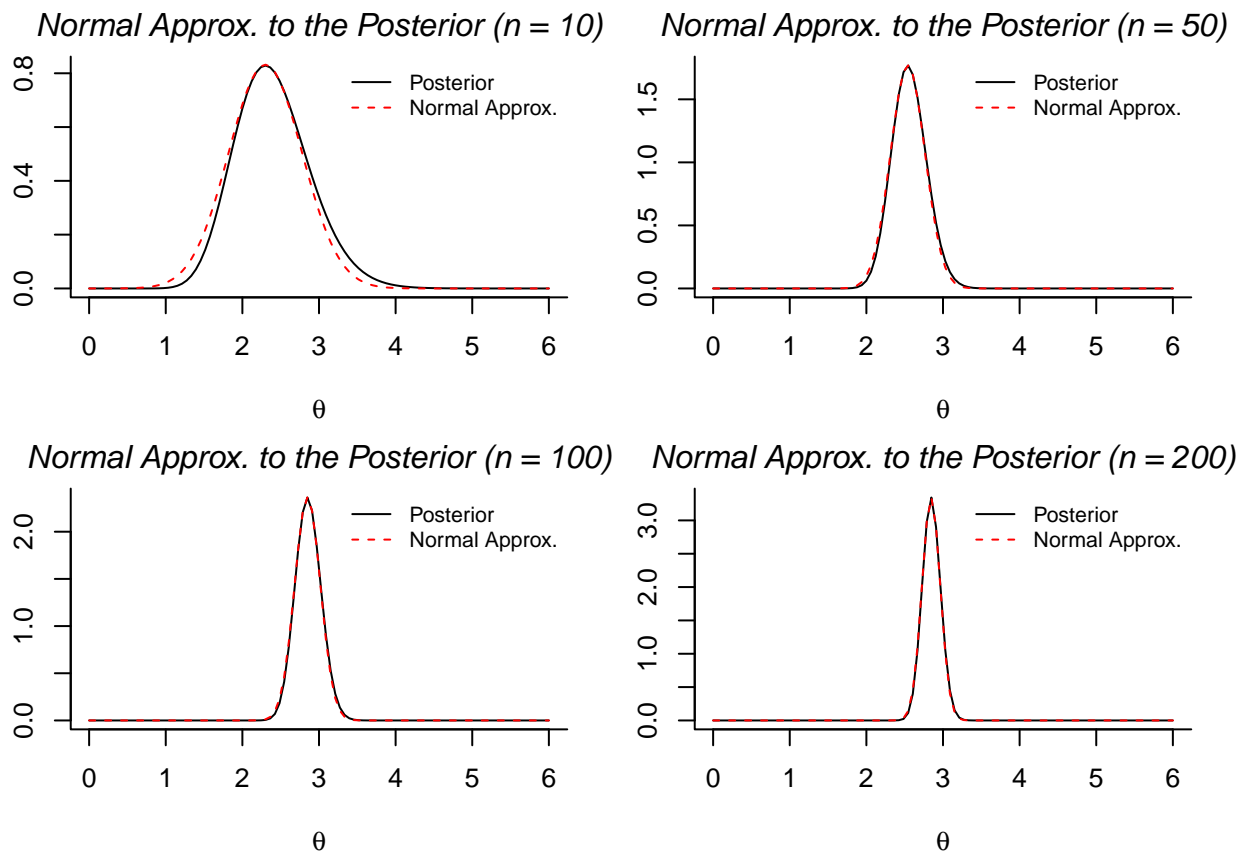 Normal Approx. to the Posterior (n = 10)
0.8
0.4
0.0
Posterior
Normal Approx.
0 1 2 3 4 5 6
θ
Normal Approx. to the Posterior (n = 50)
1.5
1.0
0.5
0.0
Posterior
Normal Approx.
0 1 2 3 4 5 6
θ
Normal Approx. to the Posterior (n = 100)
2.0
1.0
0.0
Posterior
Normal Approx.
0 1 2 3 4 5 6
θ
Normal Approx. to the Posterior (n = 200)
3.0
2.0
1.0
0.0
Posterior
Normal Approx.
0 1 2 3 4 5 6
θ